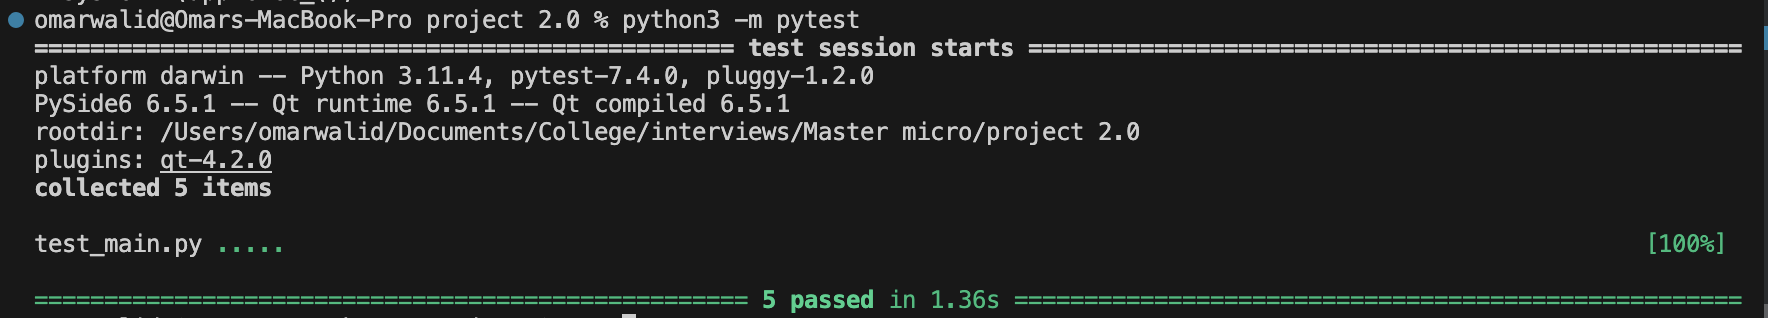 omarwalid@Omars-MacBook-Pro project 2.0 % python3 -m pytest
================================================== test session starts ===================================================
platform darwin -- Python 3.11.4, pytest-7.4.0, pluggy-1.2.0
PySide6 6.5.1 -- Qt runtime 6.5.1 -- Qt compiled 6.5.1
rootdir: /Users/omarwalid/Documents/College/interviews/Master micro/project 2.0
plugins: qt-4.2.0
collected 5 items
test_main.py ..... [100%]
=================================================== 5 passed in 1.36s ====================================================